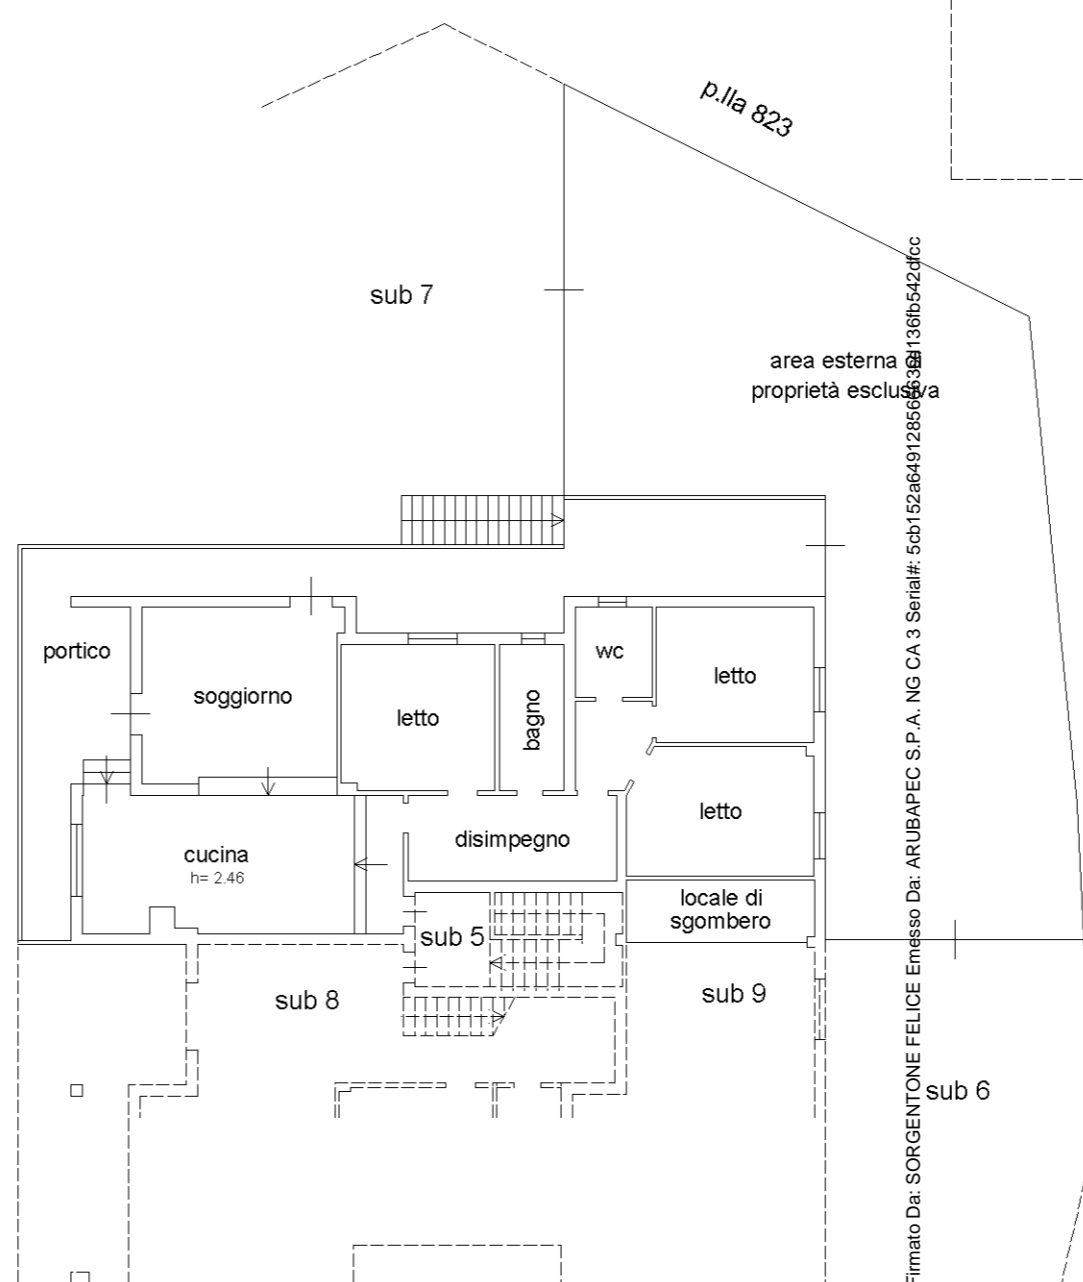 p.lla 823
sub 7
area esterna di
proprietà esclusiva
portico
soggiorno
letto
bagno
wc
letto
letto
disimpegno
cucina
h= 2.46
locale di
sgombero
sub 5
sub 8
sub 9
sub 6
Firmato Da: SORGENTONE FELICE Emesso Da: ARUBAPEC S.P.A. NG CA 3 Serial#: